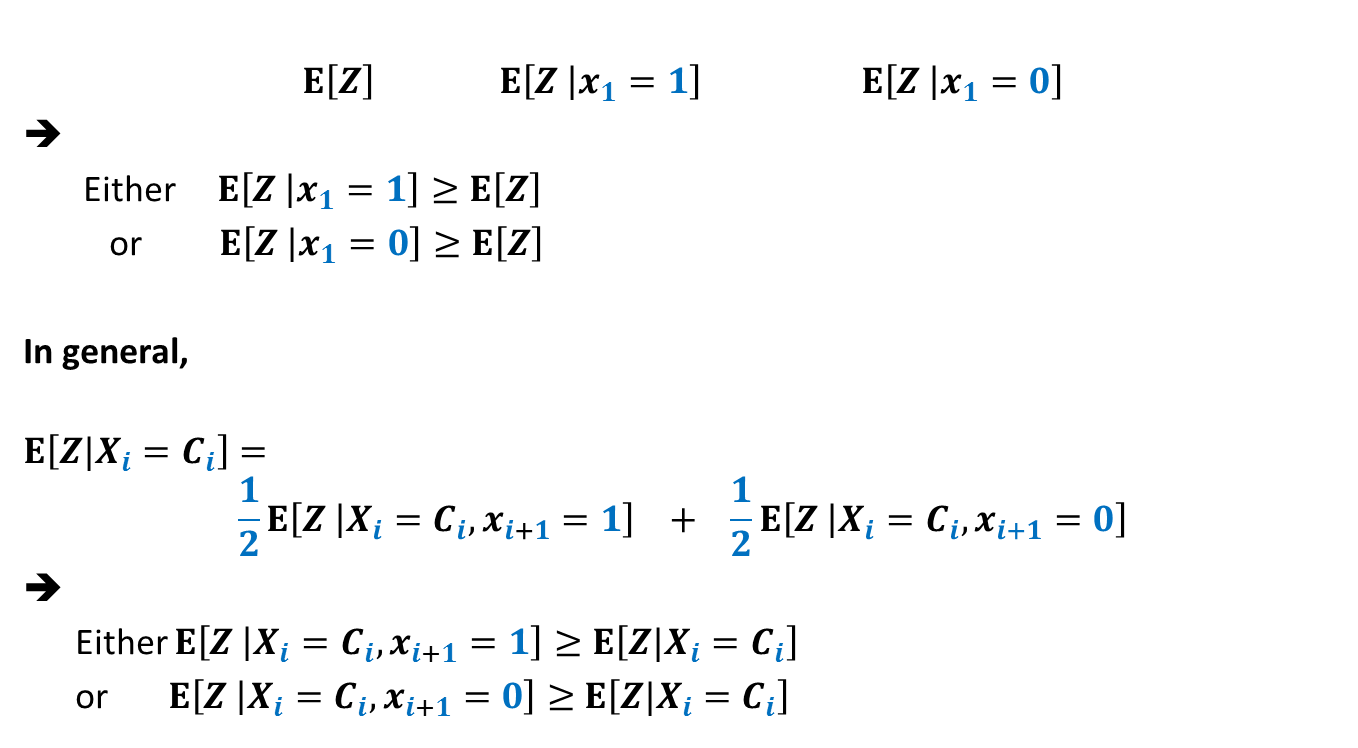 E[Z] E[Z |x₁ = 1] E[Z |x₁ = 0]
➔
Either E[Z |x₁ = 1] ≥ E[Z]
or E[Z |x₁ = 0] ≥ E[Z]
In general,
E[Z|Xᵢ = Cᵢ] =
1/2 E[Z |Xᵢ = Cᵢ, xᵢ₊₁ = 1] + 1/2 E[Z |Xᵢ = Cᵢ, xᵢ₊₁ = 0]
➔
Either E[Z |Xᵢ = Cᵢ, xᵢ₊₁ = 1] ≥ E[Z|Xᵢ = Cᵢ]
or E[Z |Xᵢ = Cᵢ, xᵢ₊₁ = 0] ≥ E[Z|Xᵢ = Cᵢ]